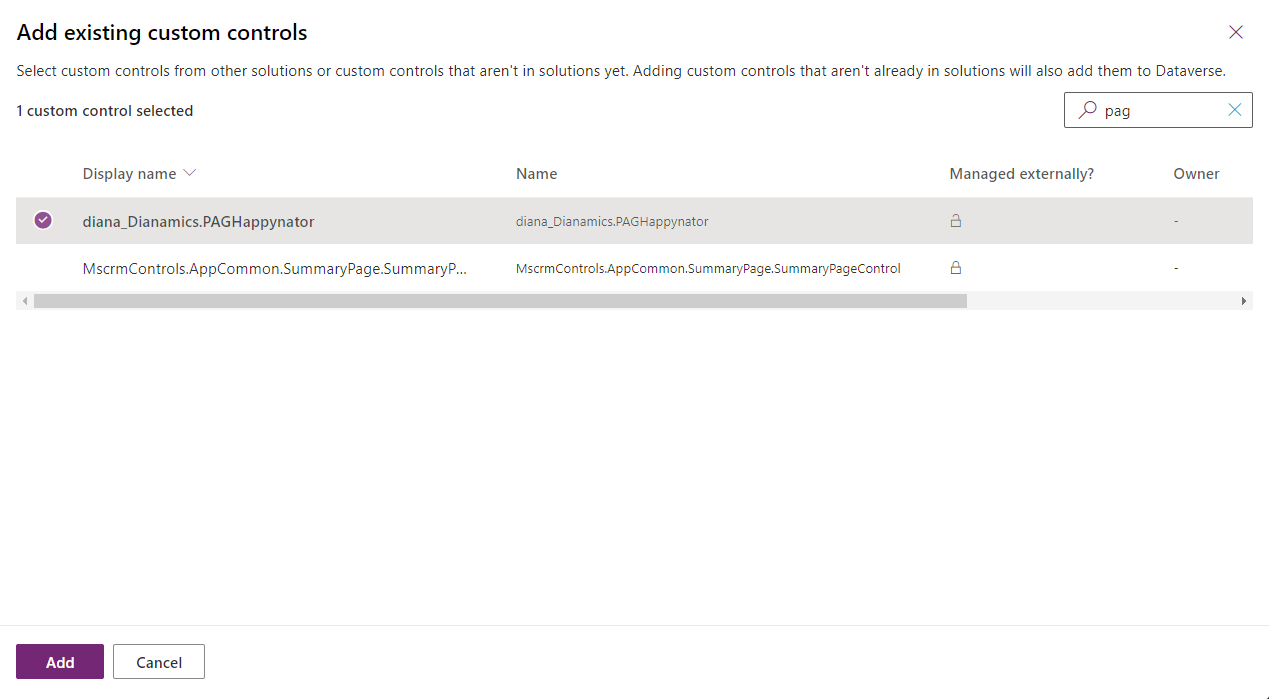 Add existing custom controls
Select custom controls from other solutions or custom controls that aren't in solutions yet. Adding custom controls that aren't already in solutions will also add them to Dataverse.
1 custom control selected
pag
Display name Name Managed externally? Owner
diana_Dianamics.PAGHappynator diana_Dianamics.PAGHappynator -
MscrmControls.AppCommon.SummaryPage.SummaryP... MscrmControls.AppCommon.SummaryPage.SummaryPageControl -
Add Cancel